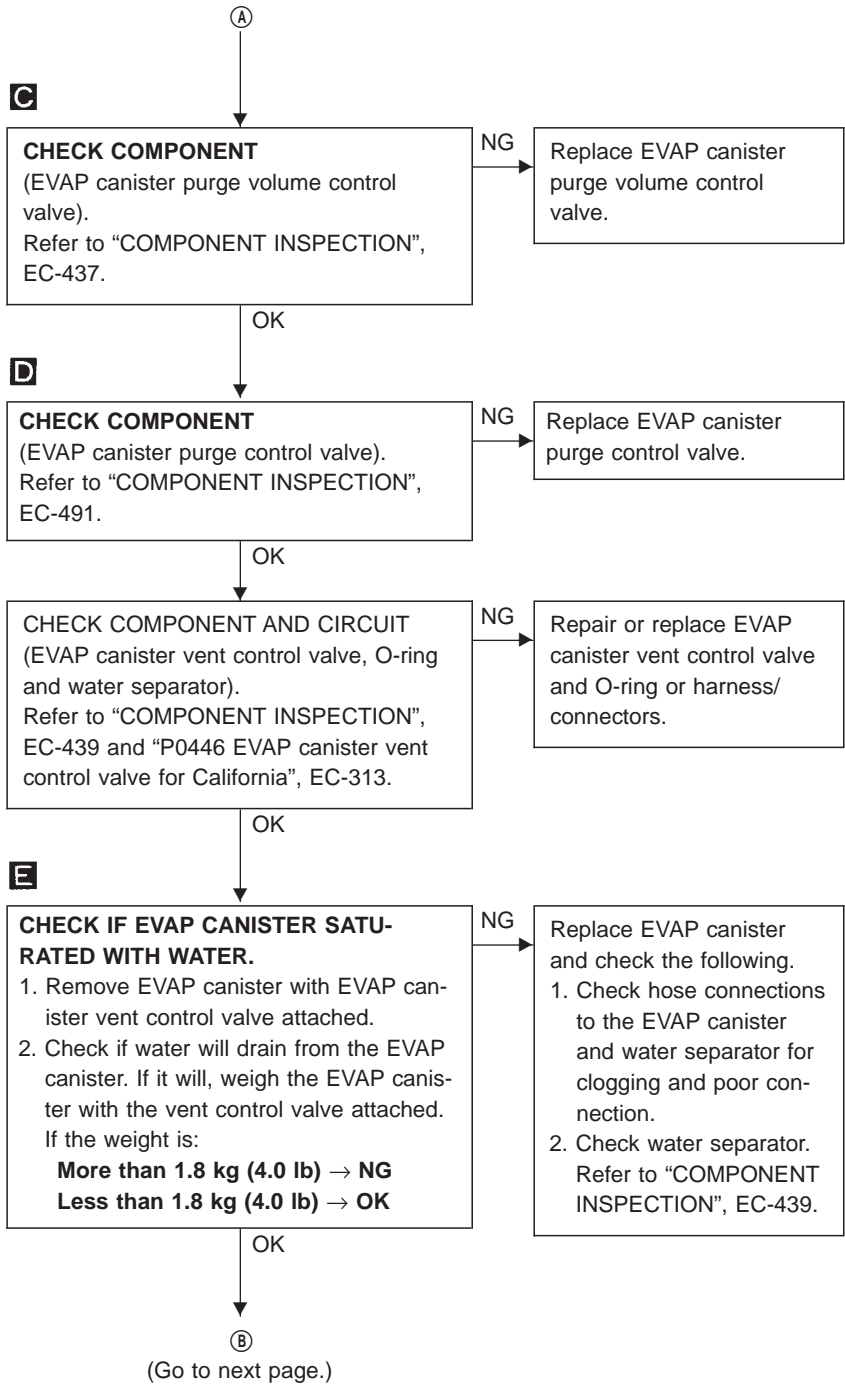 Ⓐ
C
CHECK COMPONENT
(EVAP canister purge volume control
valve).
Refer to “COMPONENT INSPECTION”,
EC-437.
NG
Replace EVAP canister
purge volume control
valve.
OK
D
CHECK COMPONENT
(EVAP canister purge control valve).
Refer to “COMPONENT INSPECTION”,
EC-491.
NG
Replace EVAP canister
purge control valve.
OK
CHECK COMPONENT AND CIRCUIT
(EVAP canister vent control valve, O-ring
and water separator).
Refer to “COMPONENT INSPECTION”,
EC-439 and “P0446 EVAP canister vent
control valve for California”, EC-313.
NG
Repair or replace EVAP
canister vent control valve
and O-ring or harness/
connectors.
OK
E
CHECK IF EVAP CANISTER SATU-
RATED WITH WATER.
1. Remove EVAP canister with EVAP can-
ister vent control valve attached.
2. Check if water will drain from the EVAP
canister. If it will, weigh the EVAP canis-
ter with the vent control valve attached.
If the weight is:
More than 1.8 kg (4.0 lb) → NG
Less than 1.8 kg (4.0 lb) → OK
NG
Replace EVAP canister
and check the following.
1. Check hose connections
to the EVAP canister
and water separator for
clogging and poor con-
nection.
2. Check water separator.
Refer to “COMPONENT
INSPECTION”, EC-439.
OK
Ⓑ
(Go to next page.)